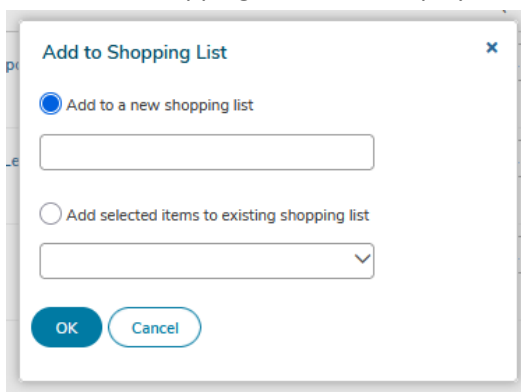 Add to Shopping List
Add to a new shopping list
Add selected items to existing shopping list
OK
Cancel